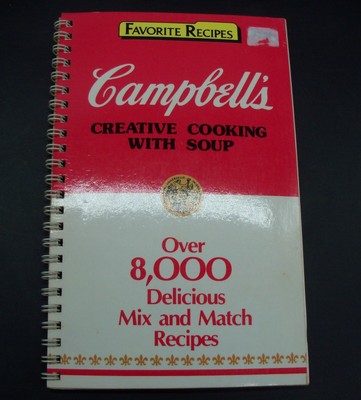 FAVORITE RECIPES
Campbell's
CREATIVE COOKING
WITH SOUP
Over
8,000
Delicious
Mix and Match
Recipes